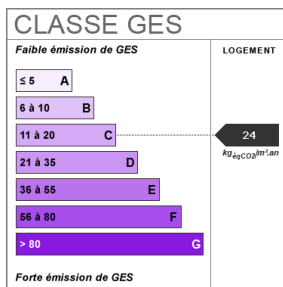 CLASSE GES
Faible émission de GES
LOGEMENT
≤ 5 A
6 à 10 B
11 à 20 C
24
kgéqCO2/m².an
21 à 35 D
36 à 55 E
56 à 80 F
> 80 G
Forte émission de GES